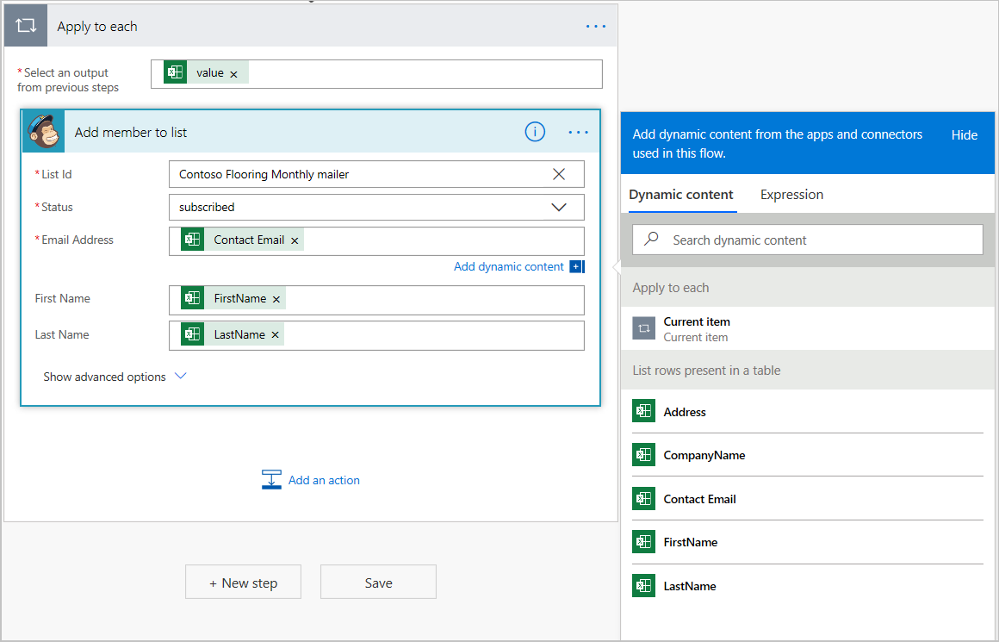 Apply to each
...
*Select an output
from previous steps
value ×
Add member to list
...
*List Id
Contoso Flooring Monthly mailer
*Status
subscribed
*Email Address
Contact Email ×
Add dynamic content
First Name
FirstName ×
Last Name
LastName ×
Show advanced options
Add an action
+ New step
Save
Add dynamic content from the apps and connectors
used in this flow.
Hide
Dynamic content
Expression
Search dynamic content
Apply to each
Current item
Current item
List rows present in a table
Address
CompanyName
Contact Email
FirstName
LastName